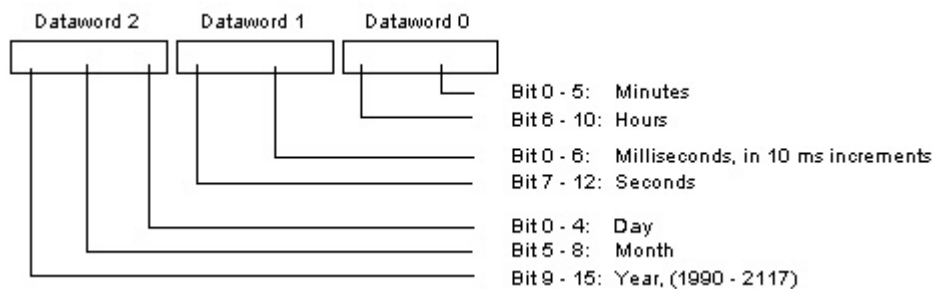 Dataword 2 Dataword 1 Dataword 0
Bit 0 - 5: Minutes
Bit 6 - 10: Hours
Bit 0 - 6: Milliseconds, in 10 ms increments
Bit 7 - 12: Seconds
Bit 0 - 4: Day
Bit 5 - 8: Month
Bit 9 - 15: Year, (1990 - 2117)